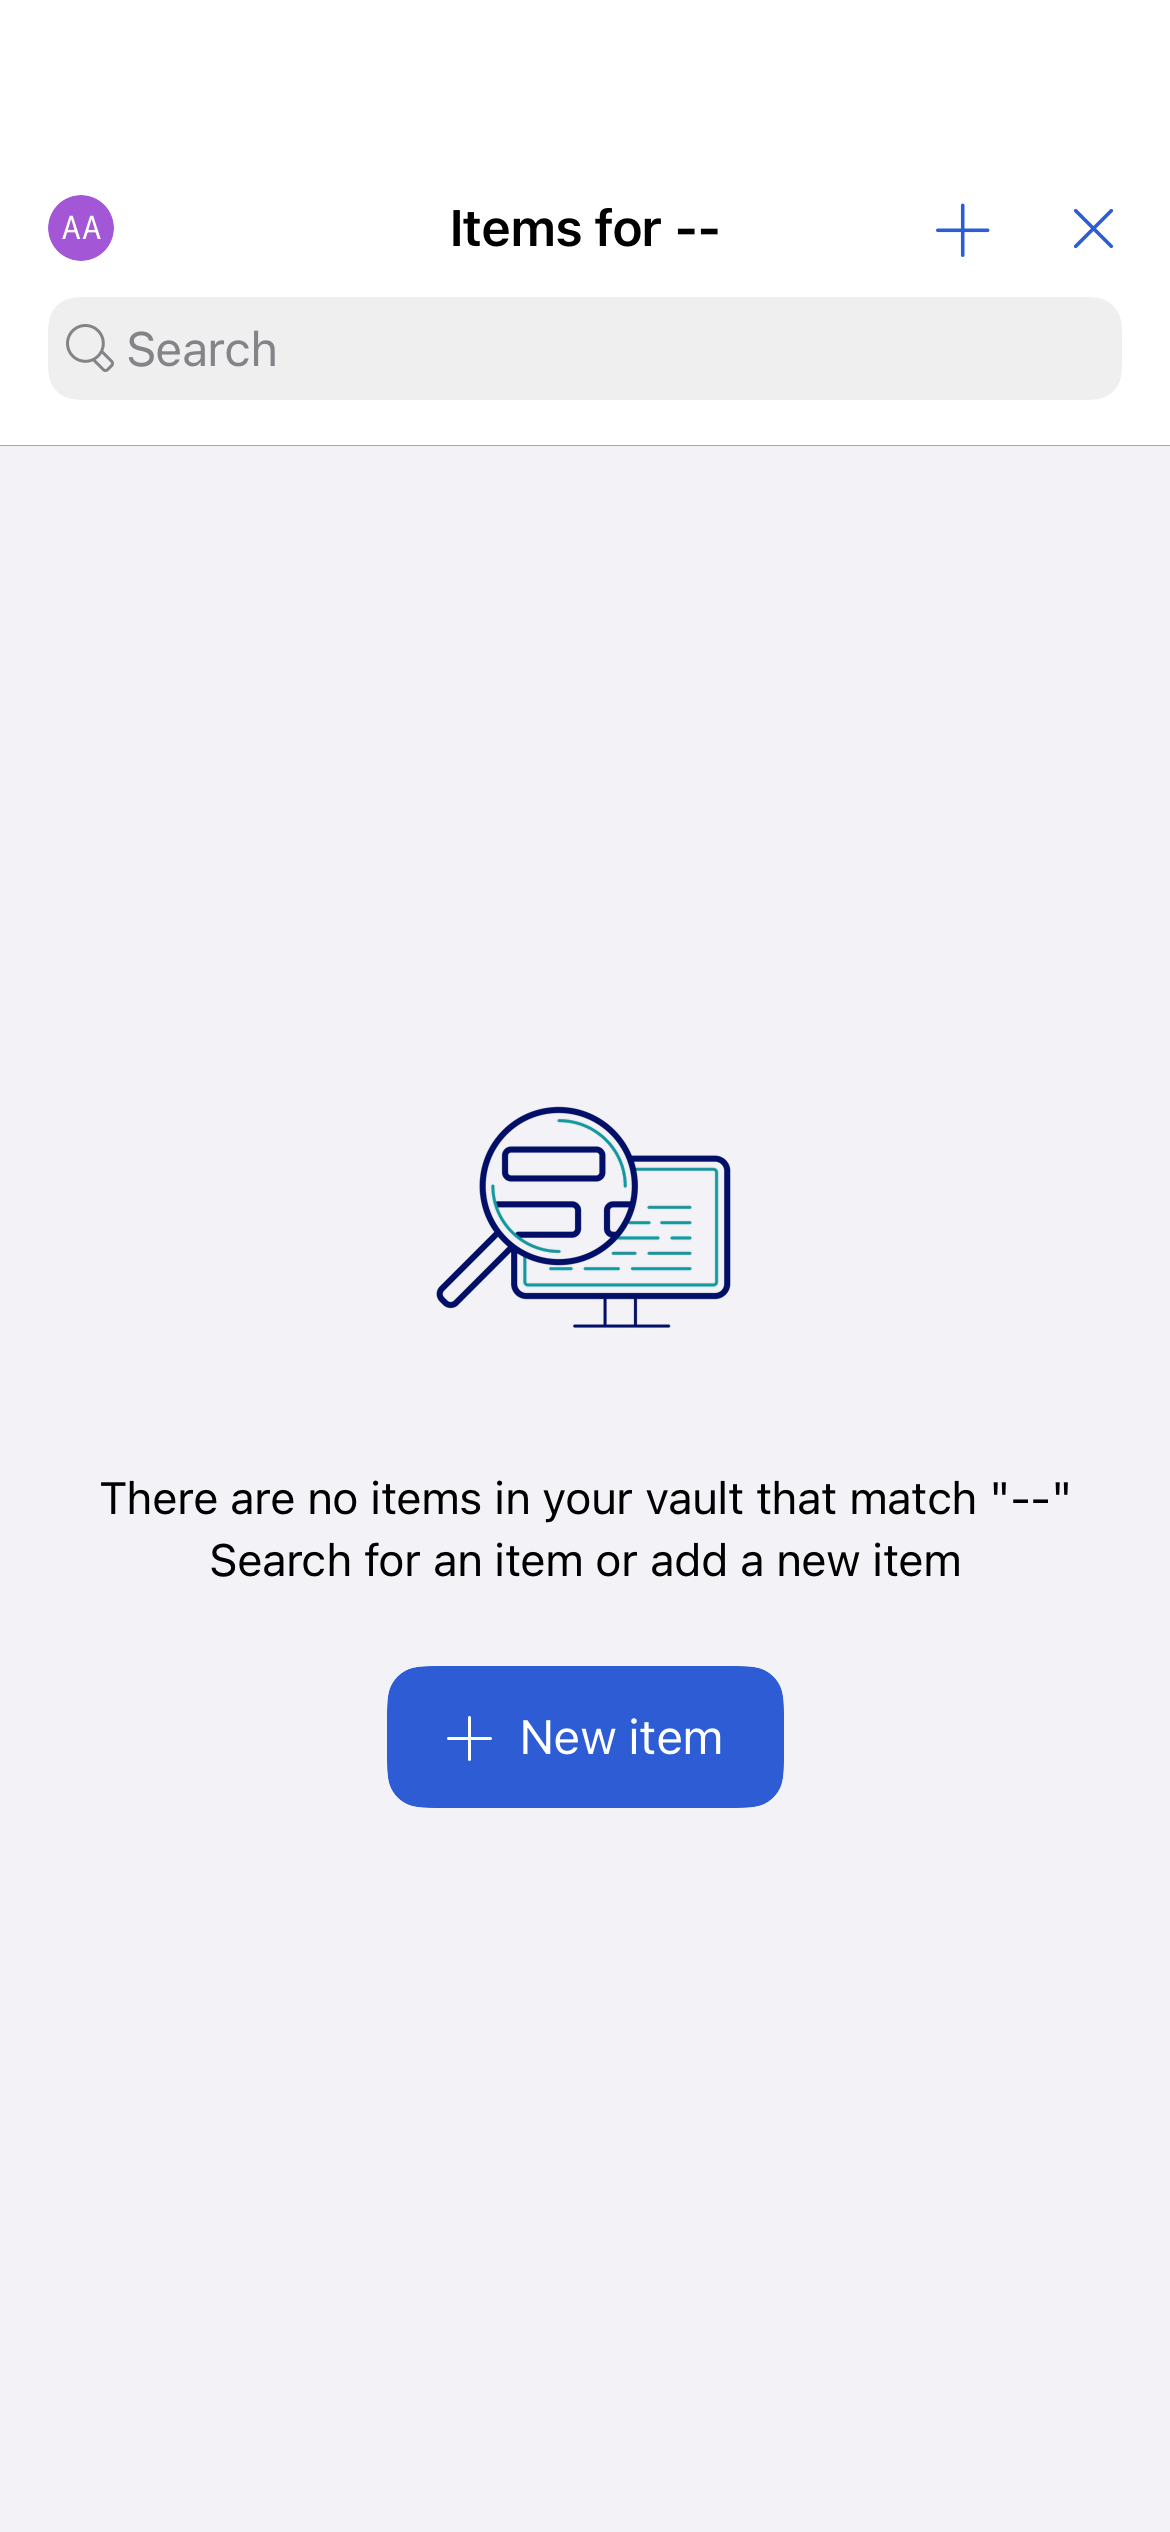 AA
Items for --
Search
There are no items in your vault that match "--"
Search for an item or add a new item
New item